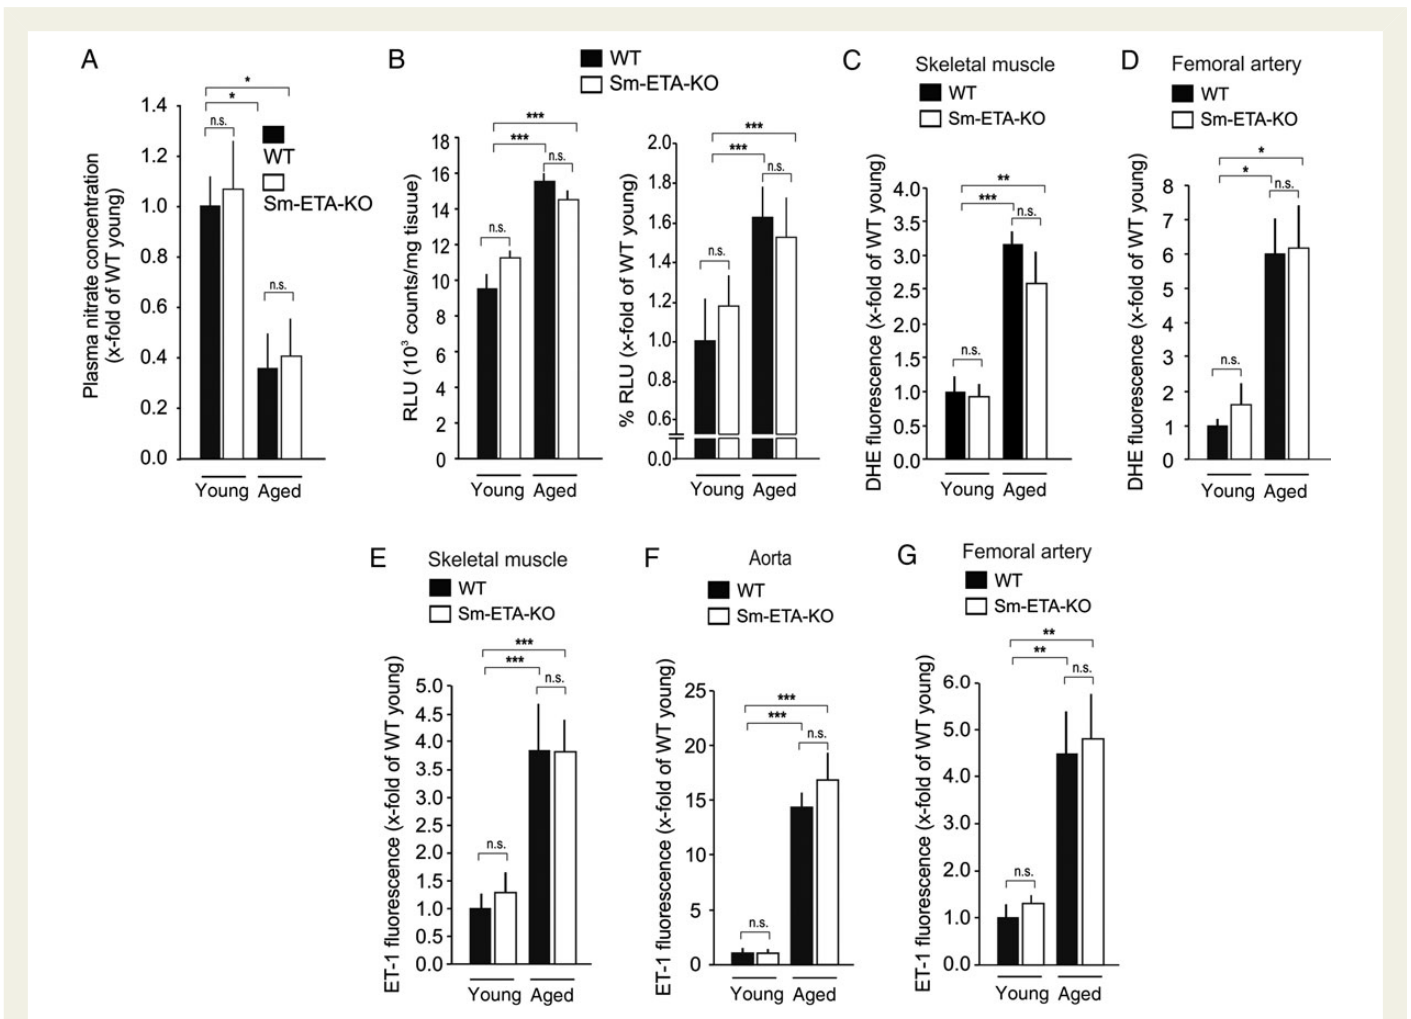 A
Plasma nitrate concentration
(x-fold of WT young)
1.4
1.2
1.0
0.8
0.6
0.4
0.2
0.0
*
*
n.s.
n.s.
WT
Sm-ETA-KO
Young Aged
B
WT
Sm-ETA-KO
RLU (10³ counts/mg tisuue)
18
16
14
12
10
8
6
4
2
0
***
***
n.s.
n.s.
Young Aged
% RLU (x-fold of WT young)
2.0
1.8
1.6
1.4
1.2
1.0
0.8
0.6
0.0
***
***
n.s.
n.s.
Young Aged
C
Skeletal muscle
WT
Sm-ETA-KO
DHE fluorescence (x-fold of WT young)
4.0
3.5
3.0
2.5
2.0
1.5
1.0
0.5
0.0
**
***
n.s.
n.s.
Young Aged
D
Femoral artery
WT
Sm-ETA-KO
DHE fluorescence (x-fold of WT young)
8
7
6
5
4
3
2
1
0
*
*
n.s.
n.s.
Young Aged
E
Skeletal muscle
WT
Sm-ETA-KO
ET-1 fluorescence (x-fold of WT young)
5.0
4.5
4.0
3.5
3.0
2.5
2.0
1.5
1.0
0.5
0.0
***
***
n.s.
n.s.
Young Aged
F
Aorta
WT
Sm-ETA-KO
ET-1 fluorescence (x-fold of WT young)
25
20
15
10
5
0
***
***
n.s.
n.s.
Young Aged
G
Femoral artery
WT
Sm-ETA-KO
ET-1 fluorescence (x-fold of WT young)
6.0
5.0
4.0
3.0
2.0
1.0
0.0
**
**
n.s.
n.s.
Young Aged